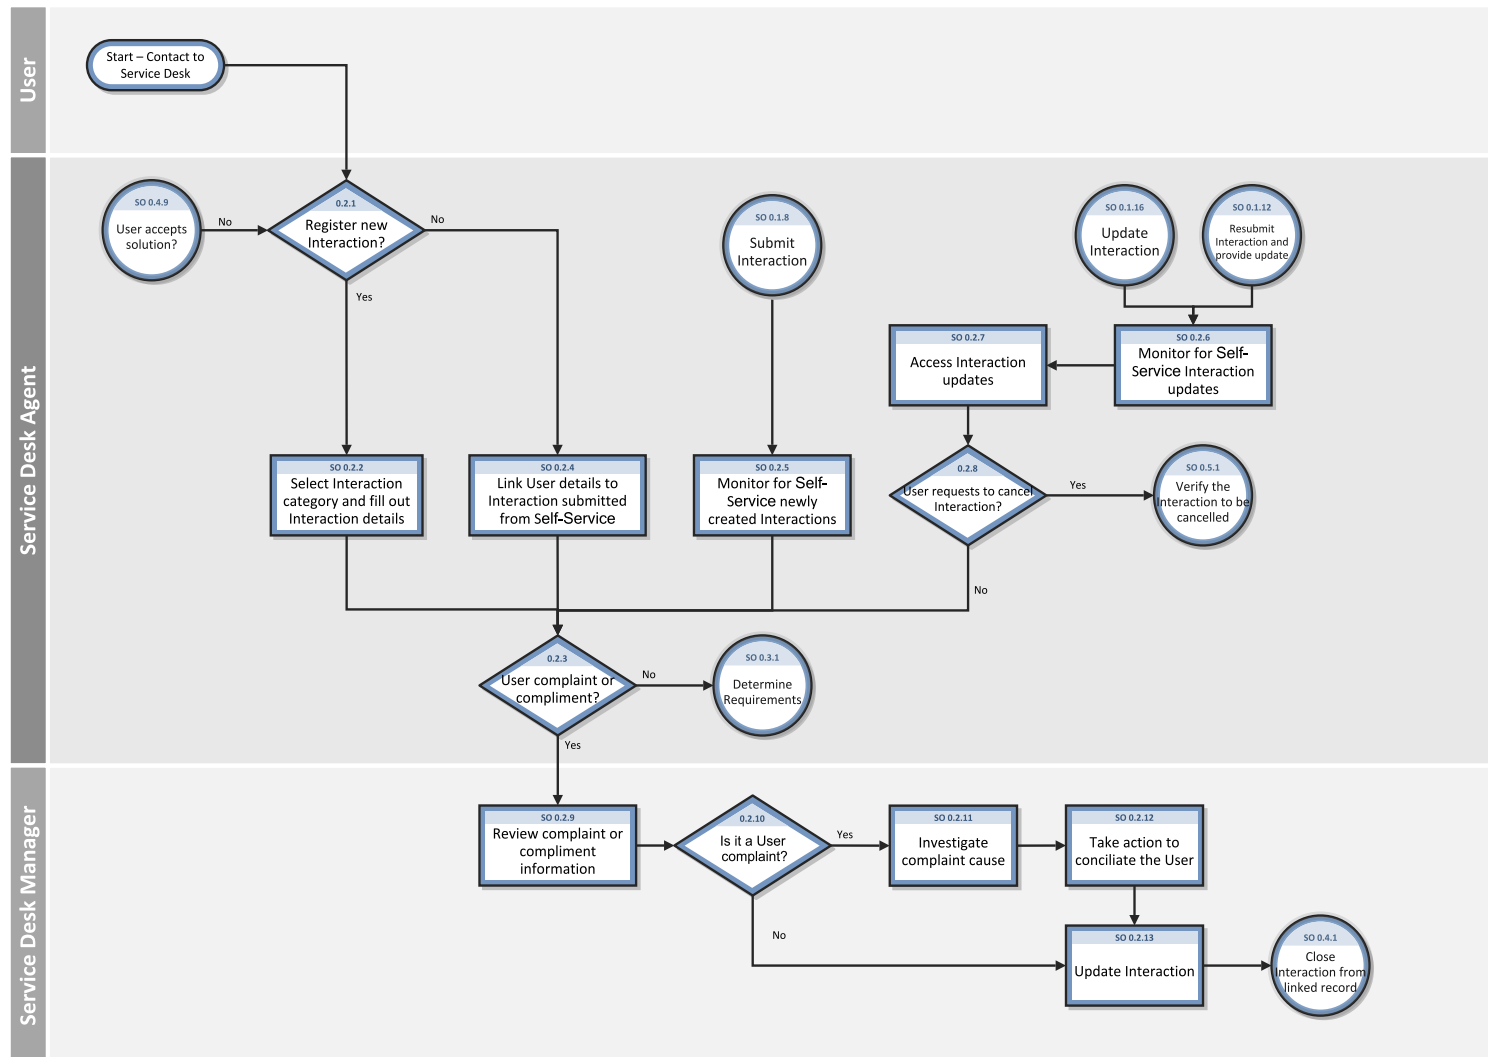 User
Start – Contact to
Service Desk
Service Desk Agent
SO 0.4.9
User accepts
solution?
No
0.2.1
Register new
Interaction?
No
Yes
SO 0.1.8
Submit
Interaction
SO 0.1.16
Update
Interaction
SO 0.1.12
Resubmit
Interaction and
provide update
SO 0.2.7
Access Interaction
updates
SO 0.2.6
Monitor for Self-
Service Interaction
updates
SO 0.2.2
Select Interaction
category and fill out
Interaction details
SO 0.2.4
Link User details to
Interaction submitted
from Self-Service
SO 0.2.5
Monitor for Self-
Service newly
created Interactions
0.2.8
User requests to cancel
Interaction?
Yes
No
SO 0.5.1
Verify the
Interaction to be
cancelled
0.2.3
User complaint or
compliment?
No
Yes
SO 0.3.1
Determine
Requirements
Service Desk Manager
SO 0.2.9
Review complaint or
compliment
information
0.2.10
Is it a User
complaint?
Yes
No
SO 0.2.11
Investigate
complaint cause
SO 0.2.12
Take action to
conciliate the User
SO 0.2.13
Update Interaction
SO 0.4.1
Close
Interaction from
linked record